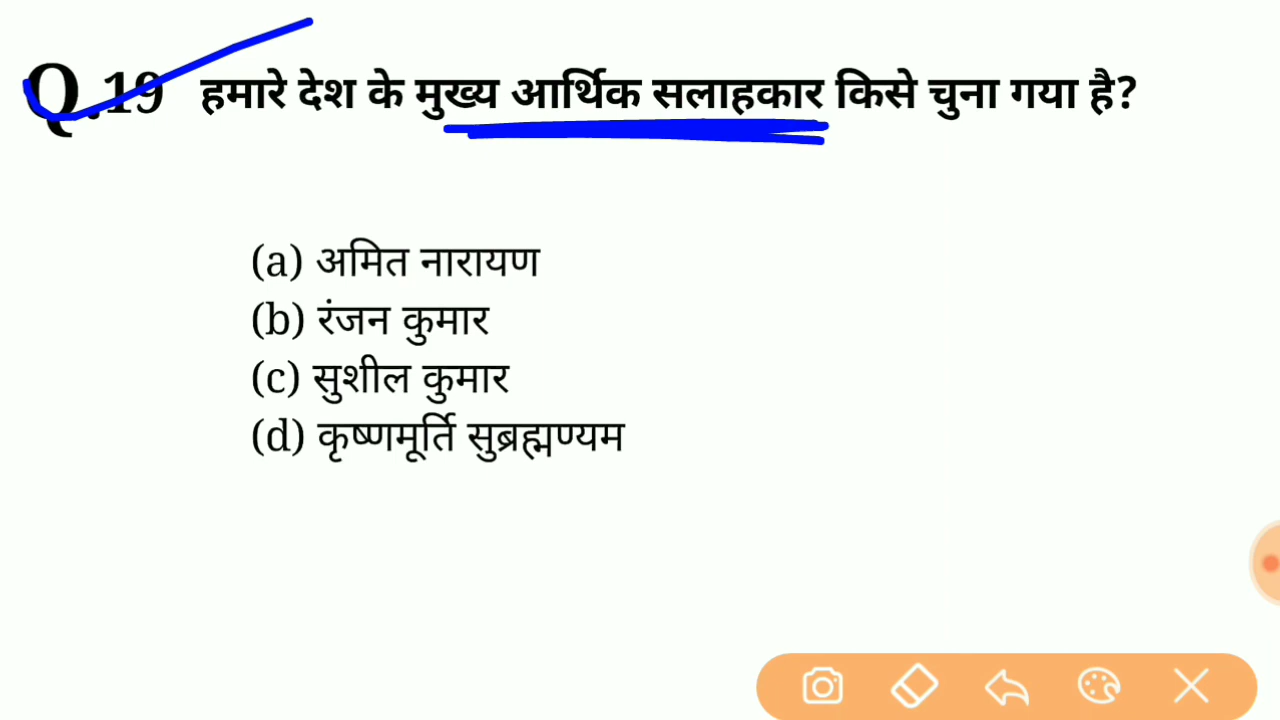 Q.19 हमारे देश के मुख्य आर्थिक सलाहकार किसे चुना गया है?
(a) अमित नारायण
(b) रंजन कुमार
(c) सुशील कुमार
(d) कृष्णमूर्ति सुब्रह्मण्यम